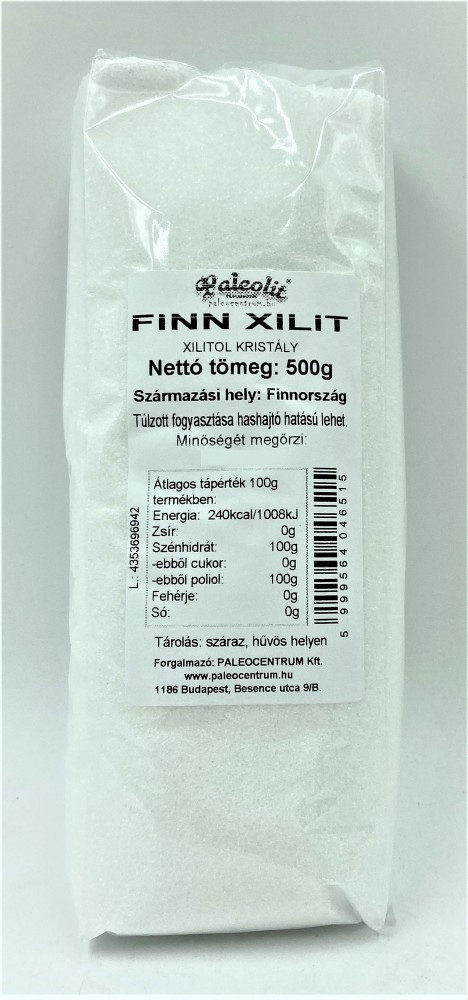 Paleolit
paleocentrum.hu
FINN XILIT
XILITOL KRISTÁLY
Nettó tömeg: 500g
Származási hely: Finnország
Túlzott fogyasztása hashajtó hatású lehet.
Minőségét megőrzi:
Átlagos tápérték 100g
termékben:
Energia: 240kcal/1008kJ
Zsír: 0g
Szénhidrát: 100g
-ebből cukor: 0g
-ebből poliol: 100g
Fehérje: 0g
Só: 0g
L.: 4353696942
5 999564 046515
Tárolás: száraz, hűvös helyen
Forgalmazó: PALEOCENTRUM Kft.
www.paleocentrum.hu
1186 Budapest, Besence utca 9/B.